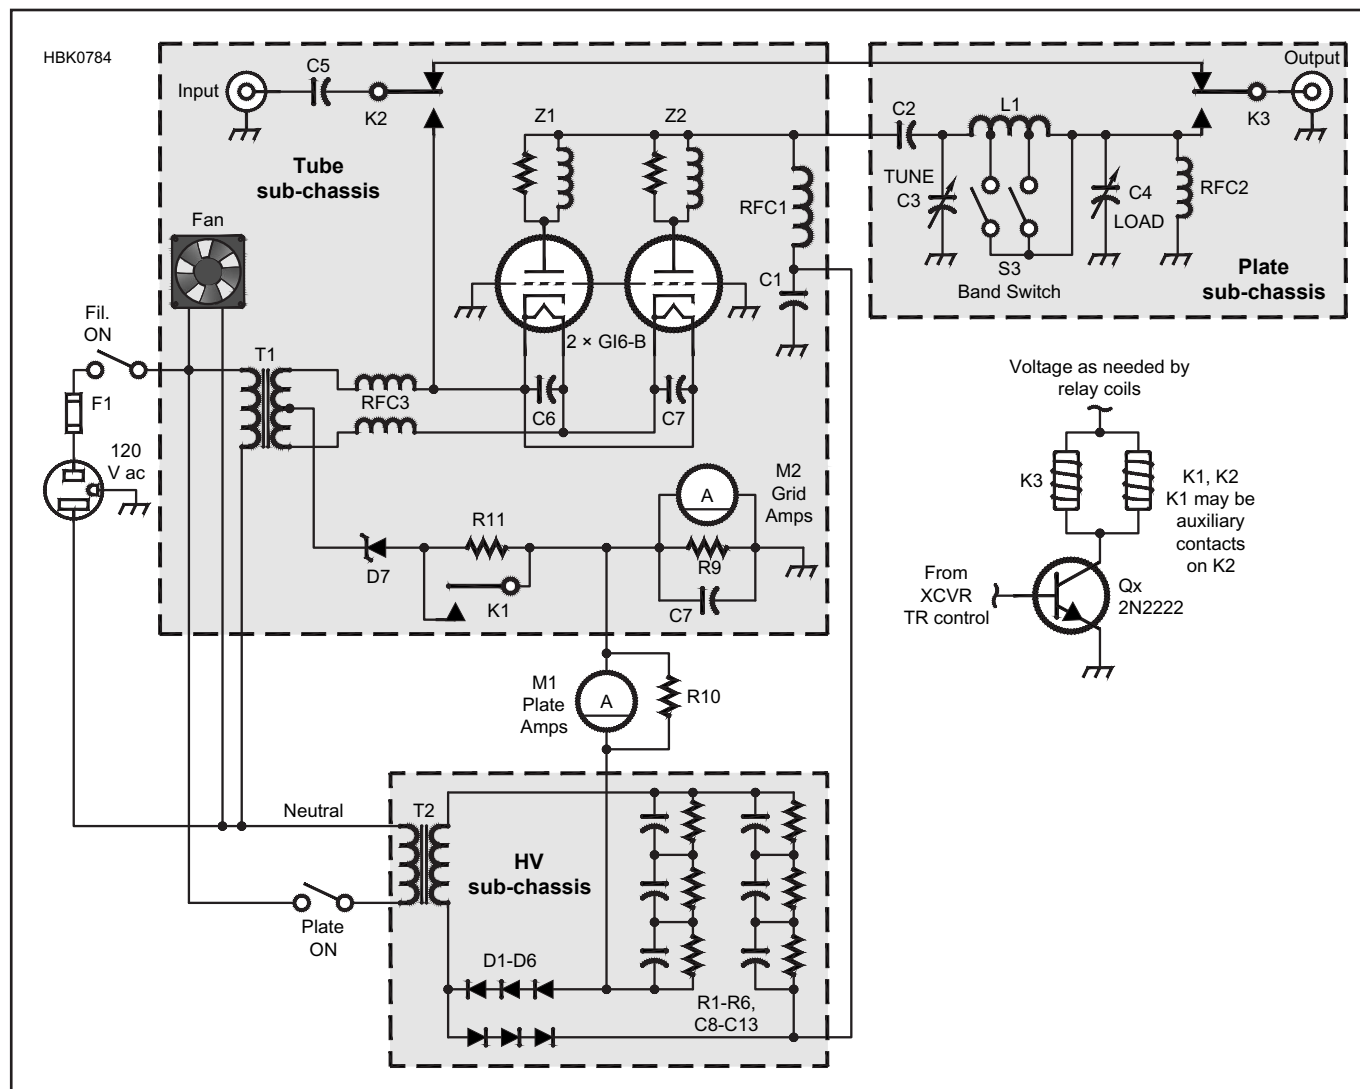 HBK0784
Input
C5
K2
Z1
Z2
C2
L1
Output
K3
Tube
sub-chassis
Fan
RFC1
TUNE
C3
C4
LOAD
RFC2
C1
S3
Band Switch
Plate
sub-chassis
Fil.
ON
F1
T1
RFC3
2 × GI6-B
C6
C7
120
V ac
M2
Grid
Amps
A
R11
D7
K1
R9
C7
Voltage as needed by
relay coils
K3
K1, K2
K1 may be
auxiliary
contacts
on K2
From
XCVR
TR control
Qx
2N2222
M1
Plate
Amps
A
R10
Neutral
T2
HV
sub-chassis
Plate
ON
D1-D6
R1-R6,
C8-C13